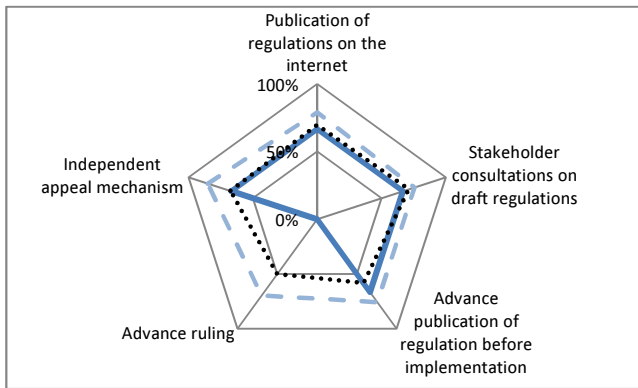 Publication of
regulations on the
internet
100%
50%
0%
Independent
appeal mechanism
Stakeholder
consultations on
draft regulations
Advance ruling
Advance
publication of
regulation before
implementation